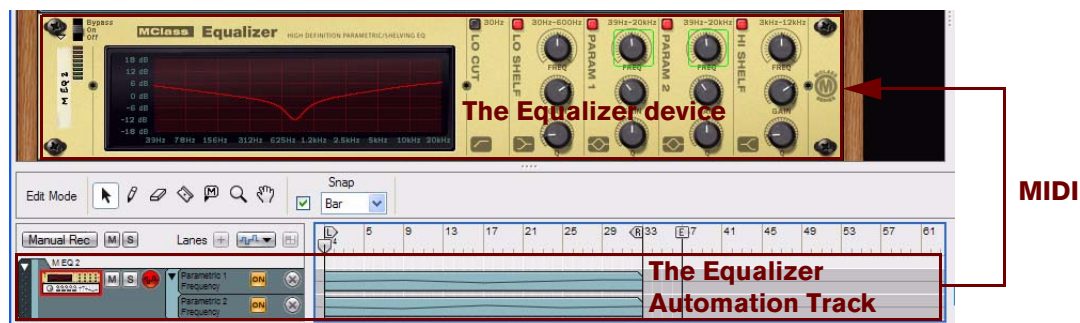 Bypass
On
Off
MClass Equalizer HIGH DEFINITION PARAMETRIC/SHELVING EQ
M EQ 2
18 dB
12 dB
6 dB
0 dB
-6 dB
-12 dB
-18 dB
39Hz 78Hz 156Hz 312Hz 625Hz 1.2kHz 2.5kHz 5kHz 10kHz 20kHz
30Hz
LO CUT
30Hz-600Hz
LO SHELF
FREQ
39Hz-20kHz
PARAM 1
FREQ
39Hz-20kHz
PARAM 2
FREQ
3kHz-12kHz
HI SHELF
FREQ
GAIN
Q
The Equalizer device
MIDI
Edit Mode
M
Snap
Bar
Manual Rec M S Lanes +
L 5 9 13 17 21 25 29 R 33 E 37 41 45 49 53 57 61
M EQ 2
M S
Parametric 1
Frequency
ON
Parametric 2
Frequency
ON
The Equalizer
Automation Track